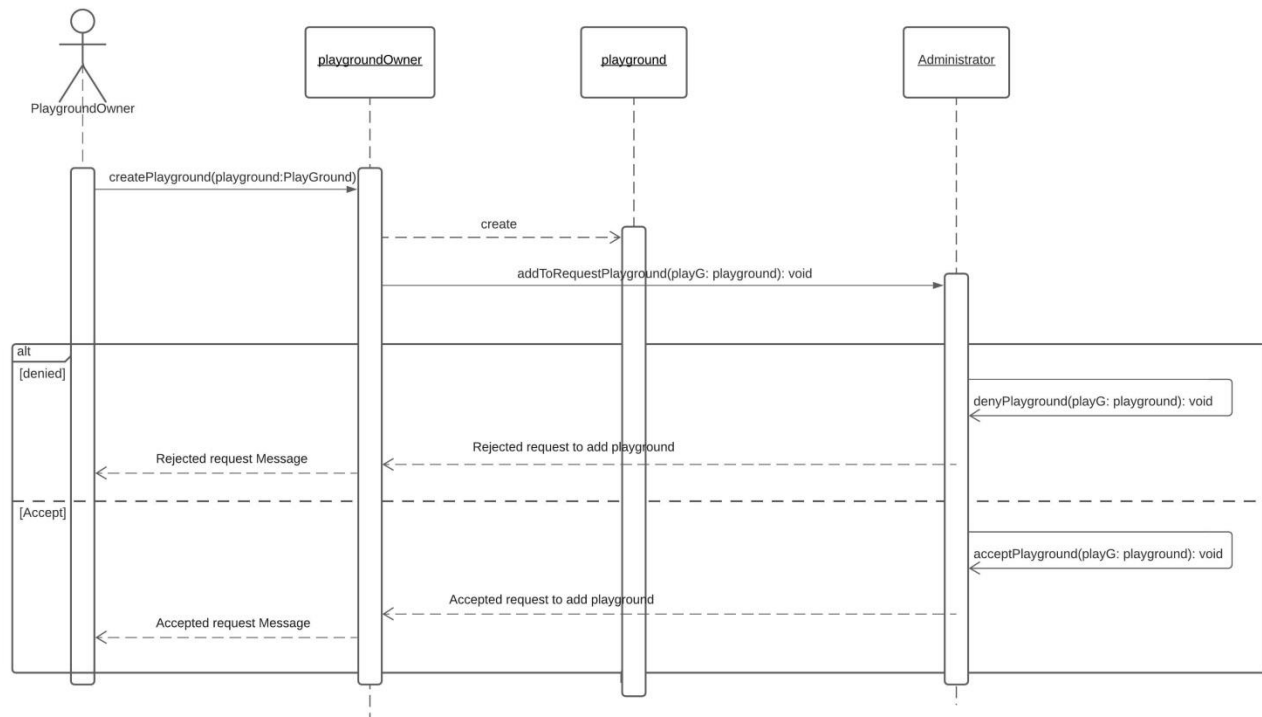 playgroundOwner
playground
Administrator
PlaygroundOwner
createPlayground(playground:PlayGround)
create
addToRequestPlayground(playG: playground): void
alt
[denied]
denyPlayground(playG: playground): void
Rejected request to add playground
Rejected request Message
[Accept]
acceptPlayground(playG: playground): void
Accepted request to add playground
Accepted request Message